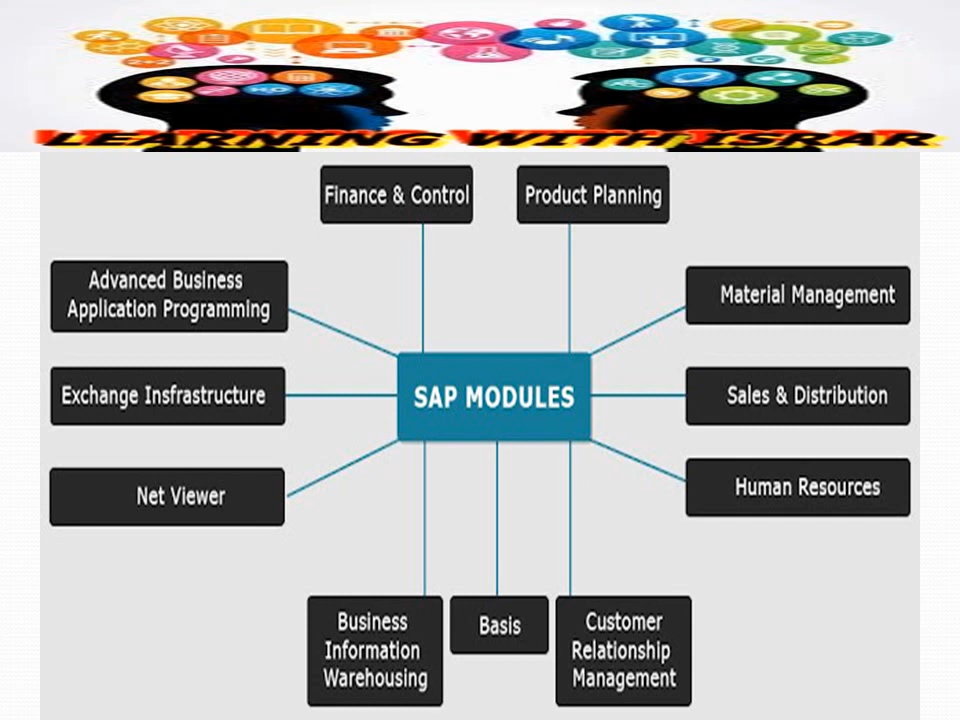 LEARNING WITH ISRAR
Finance & Control
Product Planning
Advanced Business
Application Programming
Material Management
Exchange Insfrastructure
SAP MODULES
Sales & Distribution
Net Viewer
Human Resources
Business
Information
Warehousing
Basis
Customer
Relationship
Management